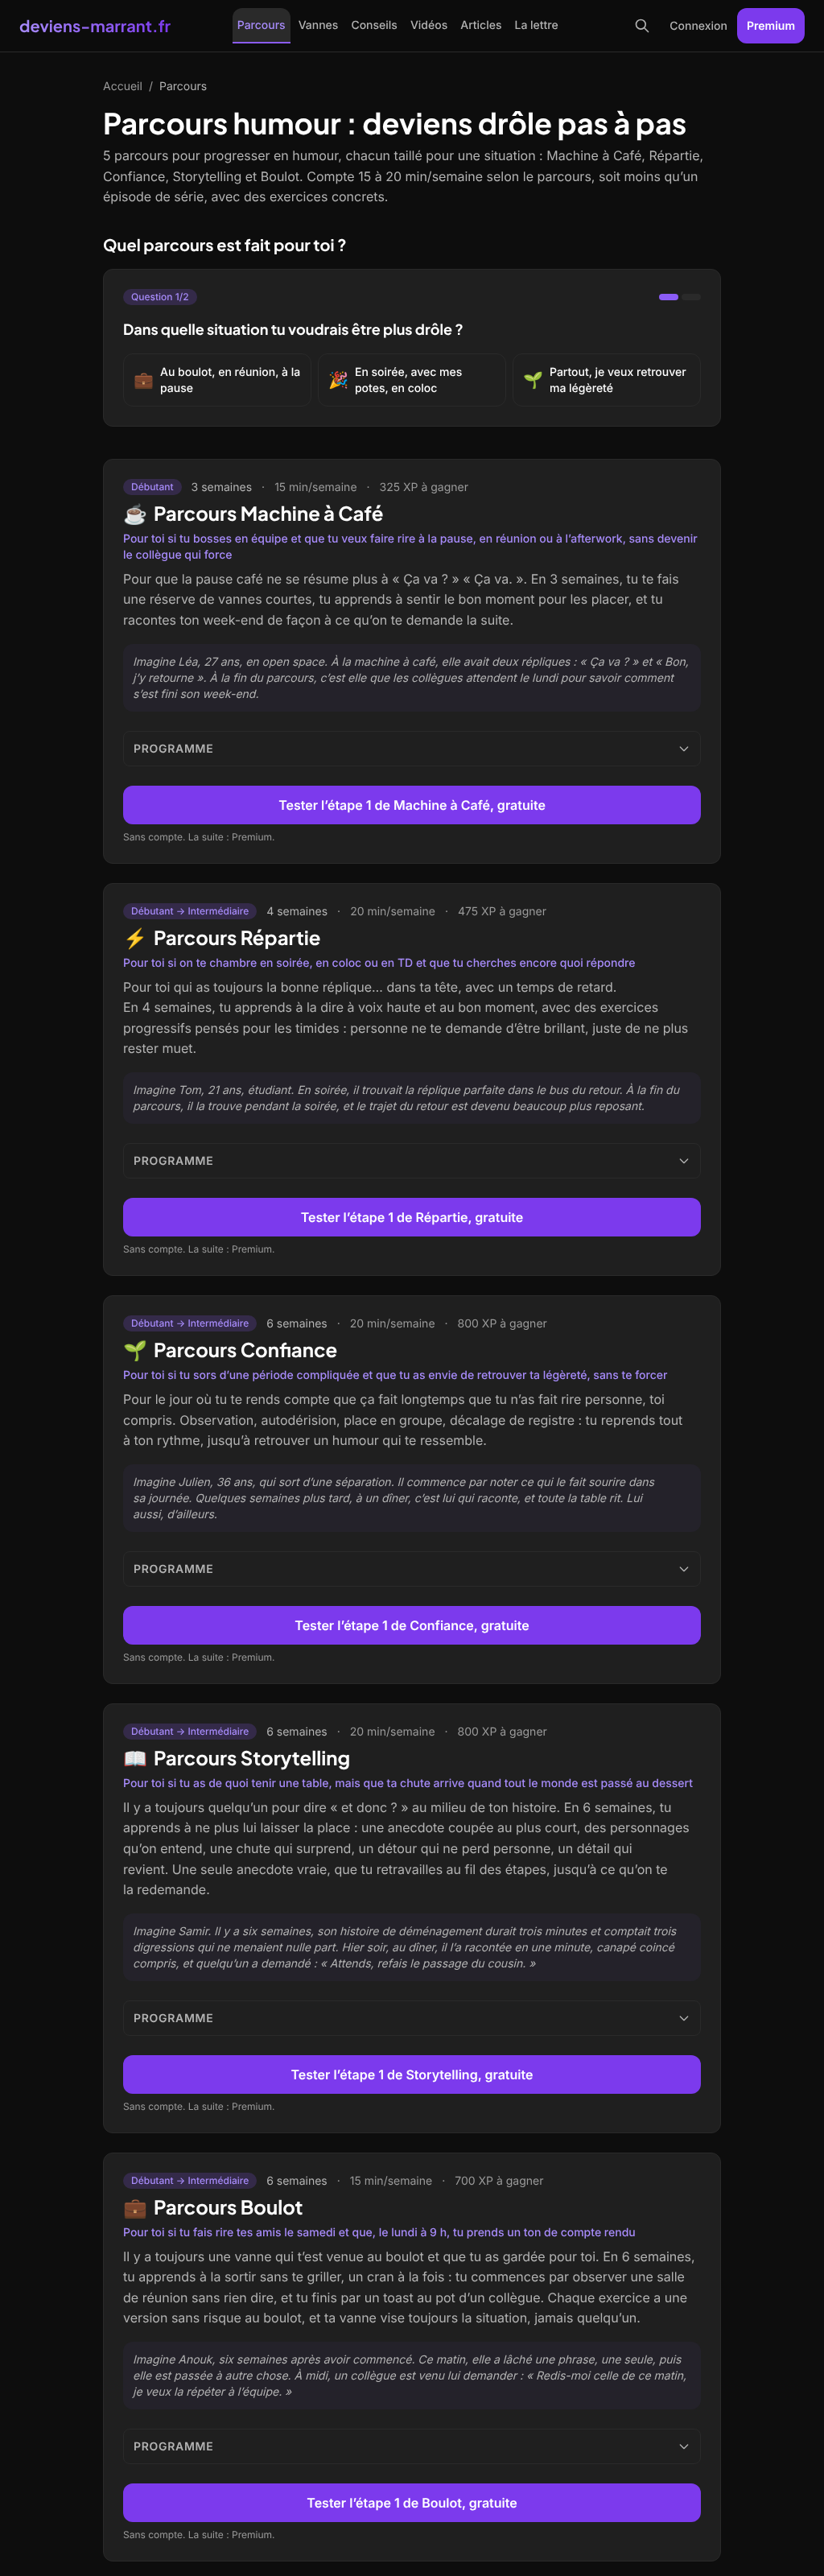 deviens-marrant.fr
Parcours Vannes Conseils Vidéos Articles La lettre
Connexion Premium
Accueil / Parcours
Parcours humour : deviens drôle pas à pas
5 parcours pour progresser en humour, chacun taillé pour une situation : Machine à Café, Répartie,
Confiance, Storytelling et Boulot. Compte 15 à 20 min/semaine selon le parcours, soit moins qu’un
épisode de série, avec des exercices concrets.
Quel parcours est fait pour toi ?
Question 1/2
Dans quelle situation tu voudrais être plus drôle ?
💼 Au boulot, en réunion, à la
pause
🎉 En soirée, avec mes
potes, en coloc
🌱 Partout, je veux retrouver
ma légèreté
Débutant 3 semaines · 15 min/semaine · 325 XP à gagner
☕ Parcours Machine à Café
Pour toi si tu bosses en équipe et que tu veux faire rire à la pause, en réunion ou à l’afterwork, sans devenir
le collègue qui force
Pour que la pause café ne se résume plus à « Ça va ? » « Ça va. ». En 3 semaines, tu te fais
une réserve de vannes courtes, tu apprends à sentir le bon moment pour les placer, et tu
racontes ton week-end de façon à ce qu’on te demande la suite.
Imagine Léa, 27 ans, en open space. À la machine à café, elle avait deux répliques : « Ça va ? » et « Bon,
j’y retourne ». À la fin du parcours, c’est elle que les collègues attendent le lundi pour savoir comment
s’est fini son week-end.
PROGRAMME
Tester l’étape 1 de Machine à Café, gratuite
Sans compte. La suite : Premium.
Débutant → Intermédiaire 4 semaines · 20 min/semaine · 475 XP à gagner
⚡ Parcours Répartie
Pour toi si on te chambre en soirée, en coloc ou en TD et que tu cherches encore quoi répondre
Pour toi qui as toujours la bonne réplique… dans ta tête, avec un temps de retard.
En 4 semaines, tu apprends à la dire à voix haute et au bon moment, avec des exercices
progressifs pensés pour les timides : personne ne te demande d’être brillant, juste de ne plus
rester muet.
Imagine Tom, 21 ans, étudiant. En soirée, il trouvait la réplique parfaite dans le bus du retour. À la fin du
parcours, il la trouve pendant la soirée, et le trajet du retour est devenu beaucoup plus reposant.
PROGRAMME
Tester l’étape 1 de Répartie, gratuite
Sans compte. La suite : Premium.
Débutant → Intermédiaire 6 semaines · 20 min/semaine · 800 XP à gagner
🌱 Parcours Confiance
Pour toi si tu sors d’une période compliquée et que tu as envie de retrouver ta légèreté, sans te forcer
Pour le jour où tu te rends compte que ça fait longtemps que tu n’as fait rire personne, toi
compris. Observation, autodérision, place en groupe, décalage de registre : tu reprends tout
à ton rythme, jusqu’à retrouver un humour qui te ressemble.
Imagine Julien, 36 ans, qui sort d’une séparation. Il commence par noter ce qui le fait sourire dans
sa journée. Quelques semaines plus tard, à un dîner, c’est lui qui raconte, et toute la table rit. Lui
aussi, d’ailleurs.
PROGRAMME
Tester l’étape 1 de Confiance, gratuite
Sans compte. La suite : Premium.
Débutant → Intermédiaire 6 semaines · 20 min/semaine · 800 XP à gagner
📖 Parcours Storytelling
Pour toi si tu as de quoi tenir une table, mais que ta chute arrive quand tout le monde est passé au dessert
Il y a toujours quelqu’un pour dire « et donc ? » au milieu de ton histoire. En 6 semaines, tu
apprends à ne plus lui laisser la place : une anecdote coupée au plus court, des personnages
qu’on entend, une chute qui surprend, un détour qui ne perd personne, un détail qui
revient. Une seule anecdote vraie, que tu retravailles au fil des étapes, jusqu’à ce qu’on te
la redemande.
Imagine Samir. Il y a six semaines, son histoire de déménagement durait trois minutes et comptait trois
digressions qui ne menaient nulle part. Hier soir, au dîner, il l’a racontée en une minute, canapé coincé
compris, et quelqu’un a demandé : « Attends, refais le passage du cousin. »
PROGRAMME
Tester l’étape 1 de Storytelling, gratuite
Sans compte. La suite : Premium.
Débutant → Intermédiaire 6 semaines · 15 min/semaine · 700 XP à gagner
💼 Parcours Boulot
Pour toi si tu fais rire tes amis le samedi et que, le lundi à 9 h, tu prends un ton de compte rendu
Il y a toujours une vanne qui t’est venue au boulot et que tu as gardée pour toi. En 6 semaines,
tu apprends à la sortir sans te griller, un cran à la fois : tu commences par observer une salle
de réunion sans rien dire, et tu finis par un toast au pot d’un collègue. Chaque exercice a une
version sans risque au boulot, et ta vanne vise toujours la situation, jamais quelqu’un.
Imagine Anouk, six semaines après avoir commencé. Ce matin, elle a lâché une phrase, une seule, puis
elle est passée à autre chose. À midi, un collègue est venu lui demander : « Redis-moi celle de ce matin,
je veux la répéter à l’équipe. »
PROGRAMME
Tester l’étape 1 de Boulot, gratuite
Sans compte. La suite : Premium.